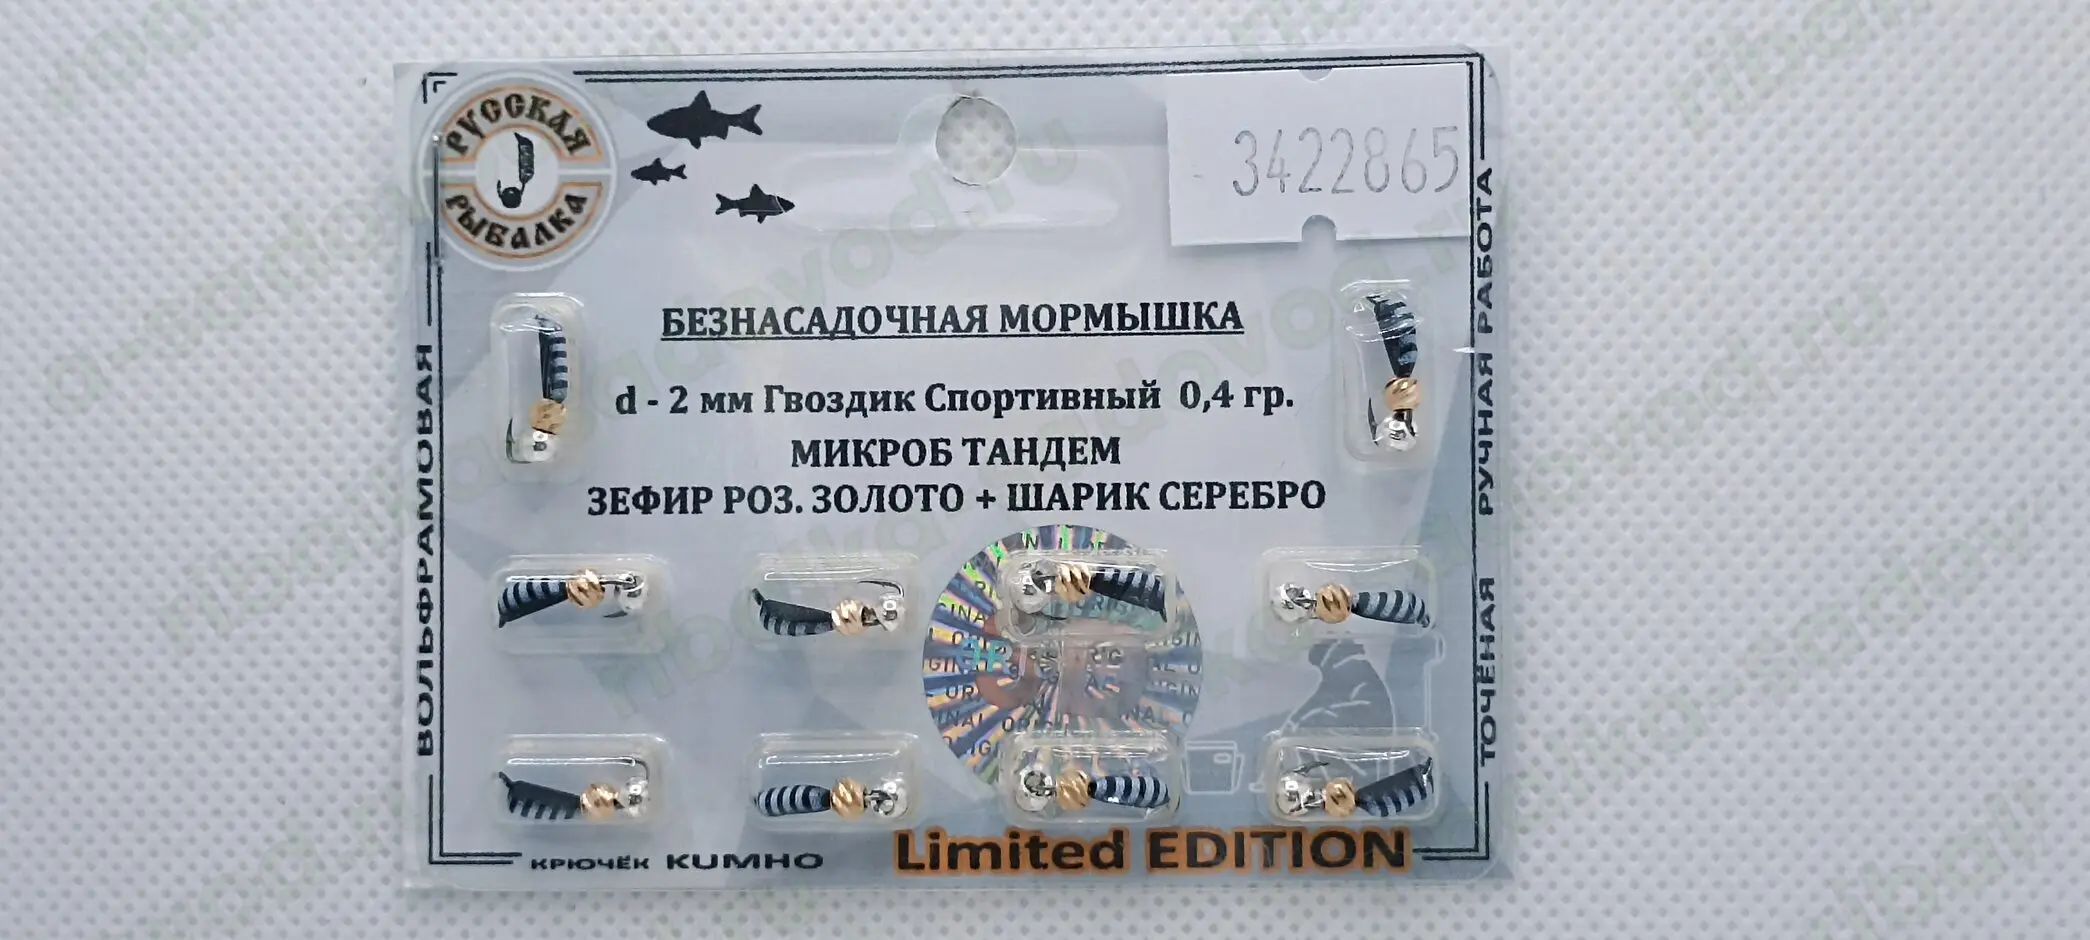 РУССКАЯ
РЫБАЛКА
3422865
БЕЗНАСАДОЧНАЯ МОРМЫШКА
d - 2 мм Гвоздик Спортивный 0,4 гр.
МИКРОБ ТАНДЕМ
ЗЕФИР РОЗ. ЗОЛОТО + ШАРИК СЕРЕБРО
ВОЛЬФРАМОВАЯ
ТОЧЁНАЯ РУЧНАЯ РАБОТА
ORIGINAL
КРЮЧЁК KUMHO
Limited EDITION